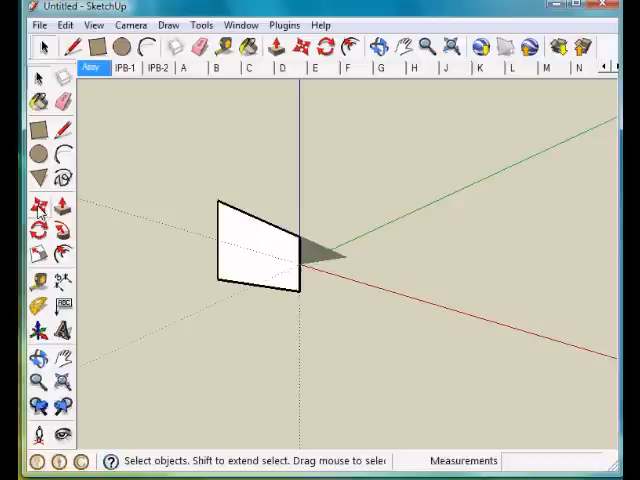 Untitled - SketchUp
File Edit View Camera Draw Tools Window Plugins Help
Assy IPB-1 IPB-2 A B C D E F G H J K L M N
ABC
Select objects. Shift to extend select. Drag mouse to selec
Measurements